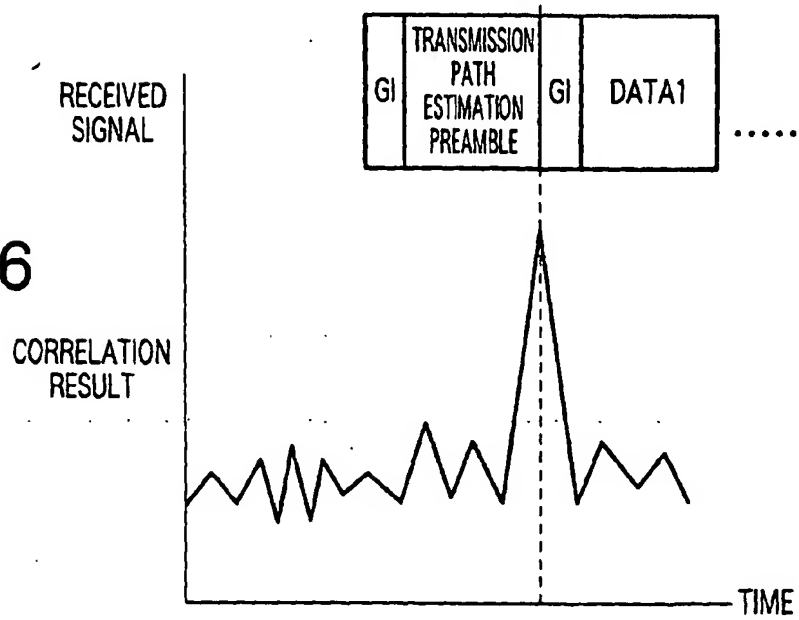 RECEIVED
SIGNAL
GI
TRANSMISSION
PATH
ESTIMATION
PREAMBLE
GI
DATA1
.....
6
CORRELATION
RESULT
TIME